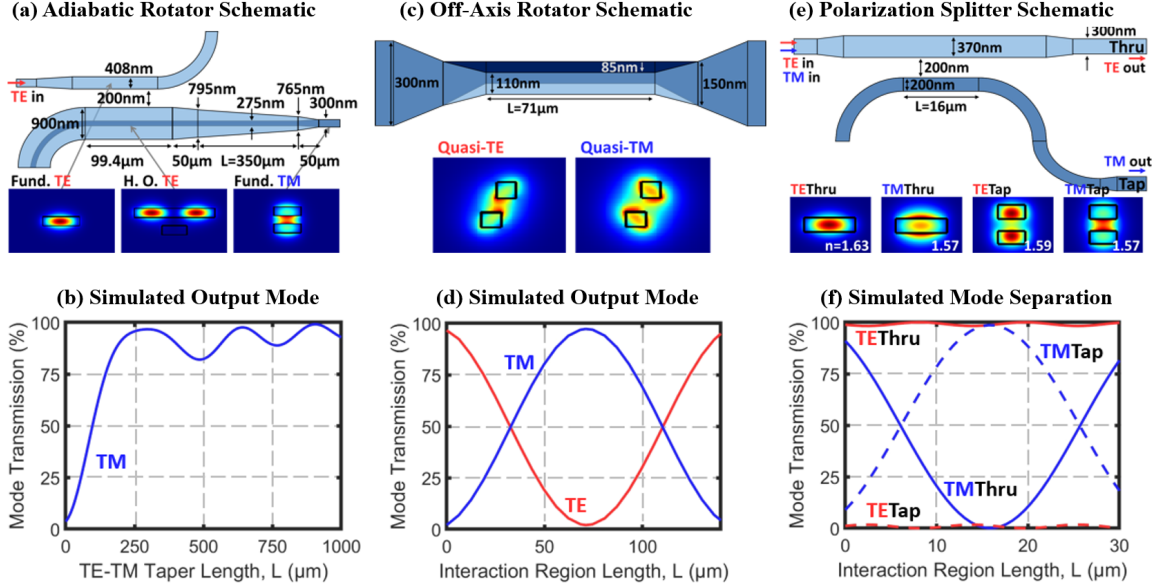 (a) Adiabatic Rotator Schematic
408nm
TE in
200nm
795nm
765nm
275nm
300nm
900nm
99.4µm
50µm
L=350µm
50µm
Fund. TE
H. O. TE
Fund. TM
(b) Simulated Output Mode
Mode Transmission (%)
100
75
50
25
0
TM
0
250
500
750
1000
TE-TM Taper Length, L (µm)
(c) Off-Axis Rotator Schematic
300nm
85nm
110nm
150nm
L=71µm
Quasi-TE
Quasi-TM
(d) Simulated Output Mode
Mode Transmission (%)
100
75
50
25
0
TM
TE
0
50
100
Interaction Region Length, L (µm)
(e) Polarization Splitter Schematic
300nm
TE in
TM in
370nm
Thru
TE out
200nm
200nm
L=16µm
TM out
Tap
TEThru
TMThru
TETap
TMTap
n=1.63
1.57
1.59
1.57
(f) Simulated Mode Separation
Mode Transmission (%)
100
75
50
25
0
TEThru
TMTap
TMThru
TETap
0
10
20
30
Interaction Region Length, L (µm)